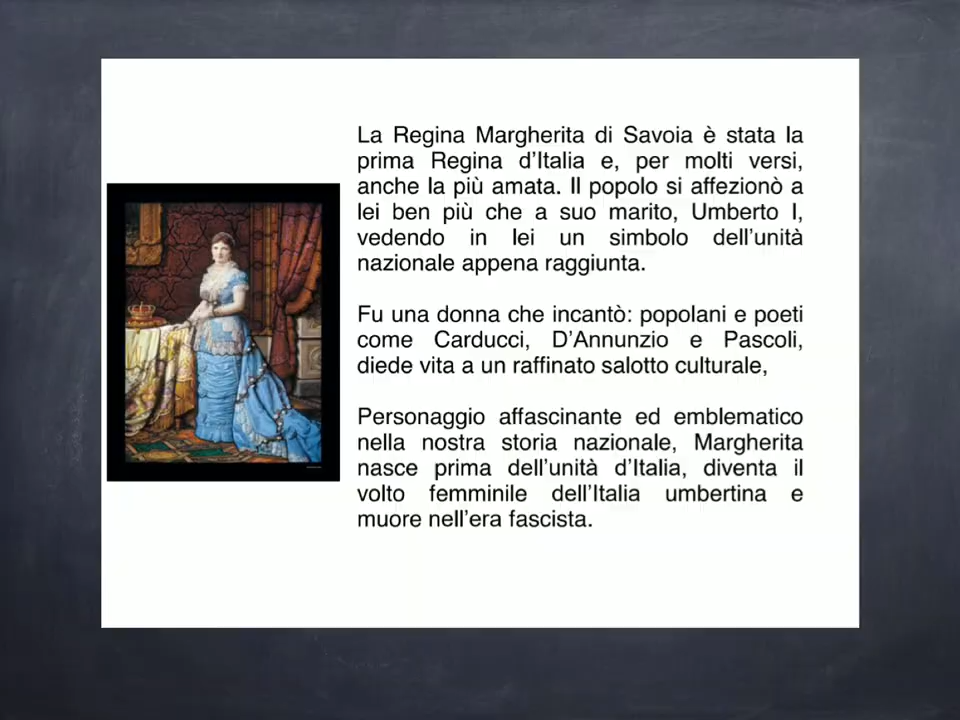 La Regina Margherita di Savoia è stata la
prima Regina d'Italia e, per molti versi,
anche la più amata. Il popolo si affezionò a
lei ben più che a suo marito, Umberto I,
vedendo in lei un simbolo dell'unità
nazionale appena raggiunta.
Fu una donna che incantò: popolani e poeti
come Carducci, D'Annunzio e Pascoli,
diede vita a un raffinato salotto culturale,
Personaggio affascinante ed emblematico
nella nostra storia nazionale, Margherita
nasce prima dell'unità d'Italia, diventa il
volto femminile dell'Italia umbertina e
muore nell'era fascista.